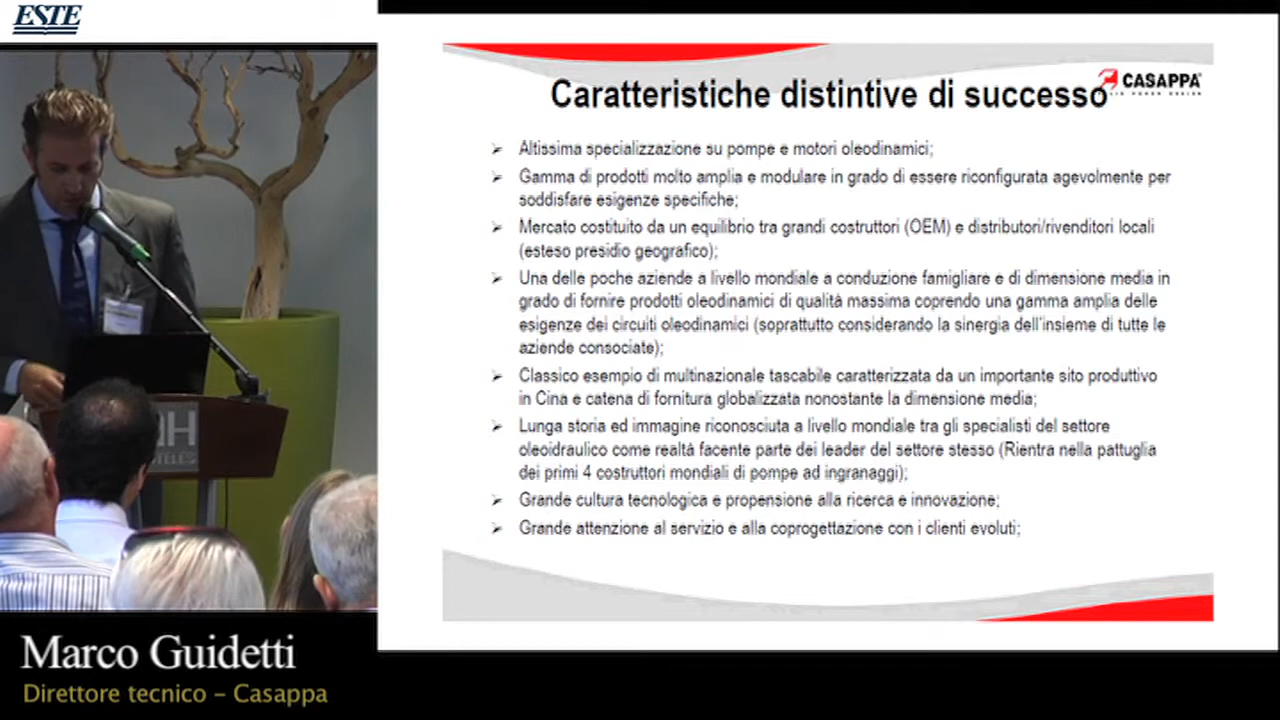 ESTE
Caratteristiche distintive di successo
CASAPPA
Altissima specializzazione su pompe e motori oleodinamici;
Gamma di prodotti molto amplia e modulare in grado di essere riconfigurata agevolmente per
soddisfare esigenze specifiche;
Mercato costituito da un equilibrio tra grandi costruttori (OEM) e distributori/rivenditori locali
(esteso presidio geografico);
Una delle poche aziende a livello mondiale a conduzione famigliare e di dimensione media in
grado di fornire prodotti oleodinamici di qualità massima coprendo una gamma amplia delle
esigenze dei circuiti oleodinamici (soprattutto considerando la sinergia dell'insieme di tutte le
aziende consociate);
Classico esempio di multinazionale tascabile caratterizzata da un importante sito produttivo
in Cina e catena di fornitura globalizzata nonostante la dimensione media;
Lunga storia ed immagine riconosciuta a livello mondiale tra gli specialisti del settore
oleoidraulico come realtà facente parte dei leader del settore stesso (Rientra nella pattuglia
dei primi 4 costruttori mondiali di pompe ad ingranaggi);
Grande cultura tecnologica e propensione alla ricerca e innovazione;
Grande attenzione al servizio e alla coprogettazione con i clienti evoluti;
Marco Guidetti
Direttore tecnico – Casappa